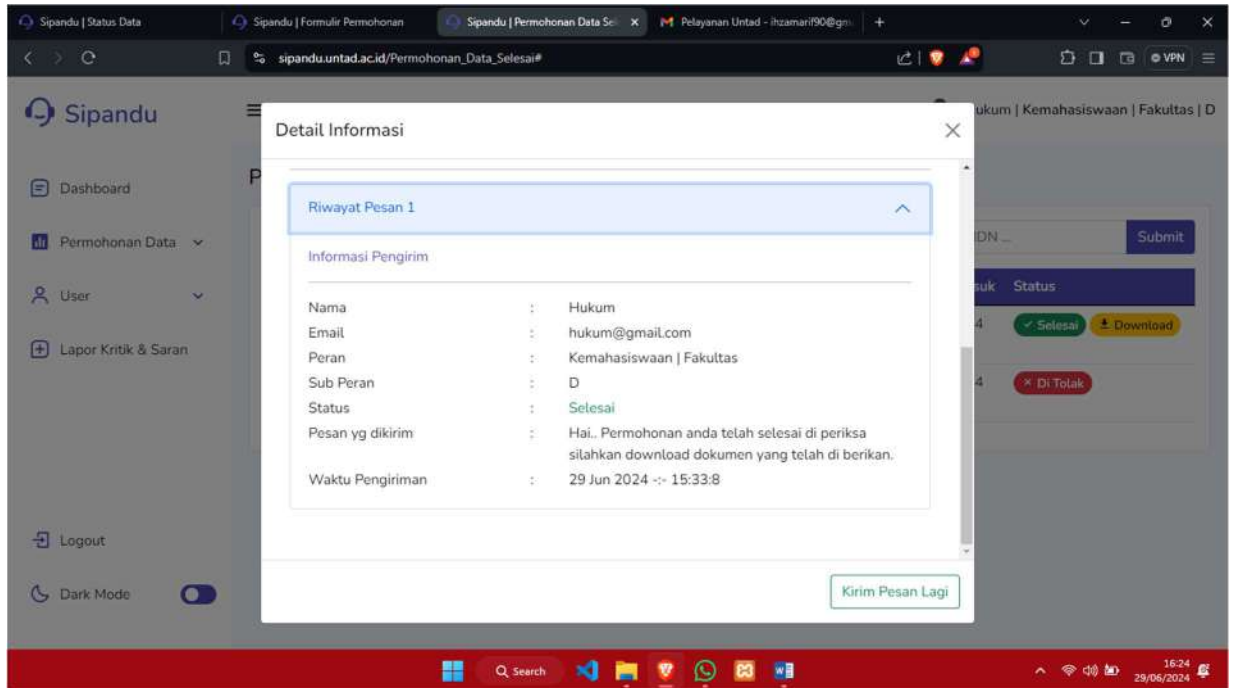 Sipandu | Status Data
Sipandu | Formulir Permohonan
Sipandu | Permohonan Data Sel
Pelayanan Untad - ihzamarif90@gm
sipandu.untad.ac.id/Permohonan_Data_Selesai#
VPN
Sipandu
ukum | Kemahasiswaan | Fakultas | D
Detail Informasi
Dashboard
P
Riwayat Pesan 1
Permohonan Data
IDN ...
Submit
Informasi Pengirim
User
suk Status
Nama : Hukum
4 Selesai Download
Email : hukum@gmail.com
Lapor Kritik & Saran
Peran : Kemahasiswaan | Fakultas
Sub Peran : D
4 Di Tolak
Status : Selesai
Pesan yg dikirim : Hai.. Permohonan anda telah selesai di periksa
silahkan download dokumen yang telah di berikan.
Waktu Pengiriman : 29 Jun 2024 -:- 15:33:8
Logout
Dark Mode
Kirim Pesan Lagi
Search
16:24
29/06/2024